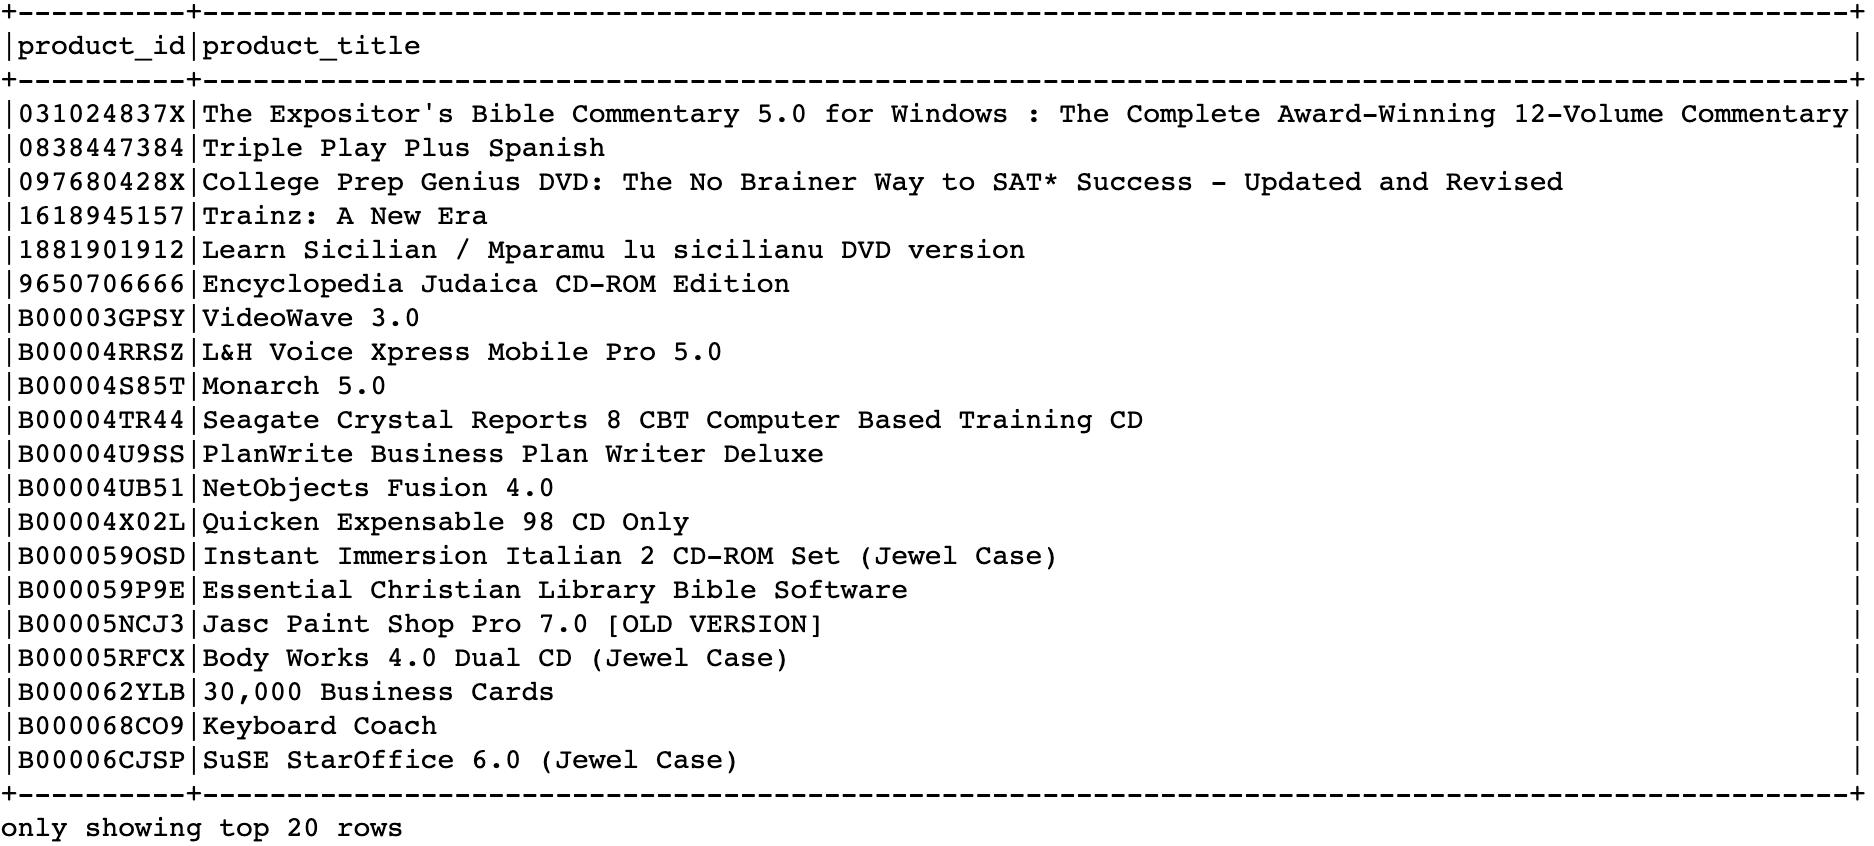 +----------+--------------------------------------------------------------------------------------------------+
|product_id|product_title                                                                                     |
+----------+--------------------------------------------------------------------------------------------------+
|031024837X|The Expositor's Bible Commentary 5.0 for Windows : The Complete Award-Winning 12-Volume Commentary|
|0838447384|Triple Play Plus Spanish                                                                          |
|097680428X|College Prep Genius DVD: The No Brainer Way to SAT* Success - Updated and Revised                 |
|1618945157|Trainz: A New Era                                                                                 |
|1881901912|Learn Sicilian / Mparamu lu sicilianu DVD version                                                 |
|9650706666|Encyclopedia Judaica CD-ROM Edition                                                               |
|B00003GPSY|VideoWave 3.0                                                                                     |
|B00004RRSZ|L&H Voice Xpress Mobile Pro 5.0                                                                   |
|B00004S85T|Monarch 5.0                                                                                       |
|B00004TR44|Seagate Crystal Reports 8 CBT Computer Based Training CD                                          |
|B00004U9SS|PlanWrite Business Plan Writer Deluxe                                                             |
|B00004UB51|NetObjects Fusion 4.0                                                                             |
|B00004X02L|Quicken Expensable 98 CD Only                                                                     |
|B000059OSD|Instant Immersion Italian 2 CD-ROM Set (Jewel Case)                                               |
|B000059P9E|Essential Christian Library Bible Software                                                        |
|B00005NCJ3|Jasc Paint Shop Pro 7.0 [OLD VERSION]                                                             |
|B00005RFCX|Body Works 4.0 Dual CD (Jewel Case)                                                               |
|B000062YLB|30,000 Business Cards                                                                             |
|B000068CO9|Keyboard Coach                                                                                    |
|B00006CJSP|SuSE StarOffice 6.0 (Jewel Case)                                                                  |
+----------+--------------------------------------------------------------------------------------------------+
only showing top 20 rows